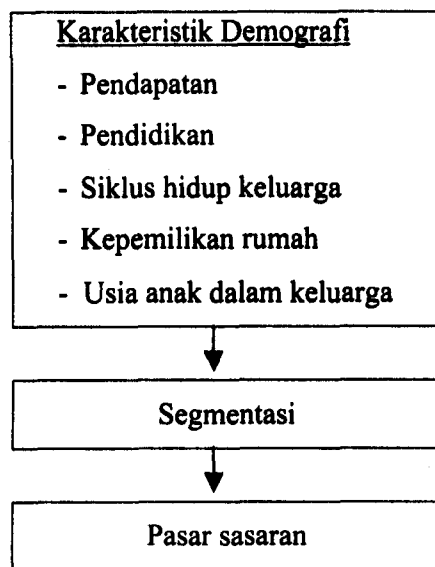 Karakteristik Demografi
- Pendapatan
- Pendidikan
- Siklus hidup keluarga
- Kepemilikan rumah
- Usia anak dalam keluarga
Segmentasi
Pasar sasaran